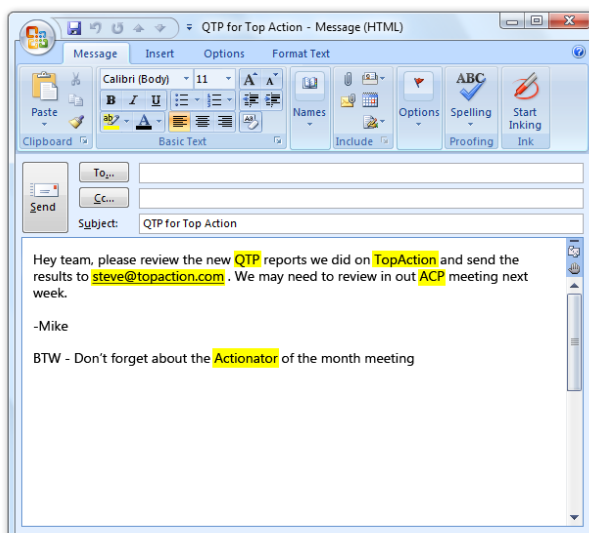 QTP for Top Action - Message (HTML)
Message Insert Options Format Text
Calibri (Body) 11 A A
Paste B I U Names Options ABC Spelling Start Inking
ab A Aa
Clipboard Basic Text Include Proofing Ink
To...
Send Cc...
Subject: QTP for Top Action
Hey team, please review the new QTP reports we did on TopAction and send the
results to steve@topaction.com . We may need to review in out ACP meeting next
week.
-Mike
BTW - Don't forget about the Actionator of the month meeting